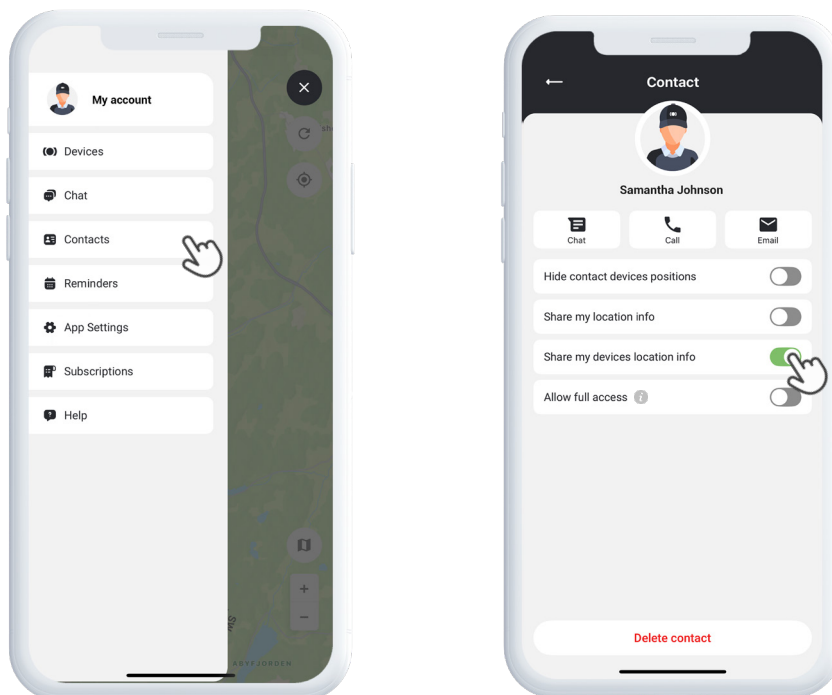 My account
Devices
Chat
Contacts
Reminders
App Settings
Subscriptions
Help
+
−
Contact
Samantha Johnson
Chat Call Email
Hide contact devices positions
Share my location info
Share my devices location info
Allow full access i
Delete contact